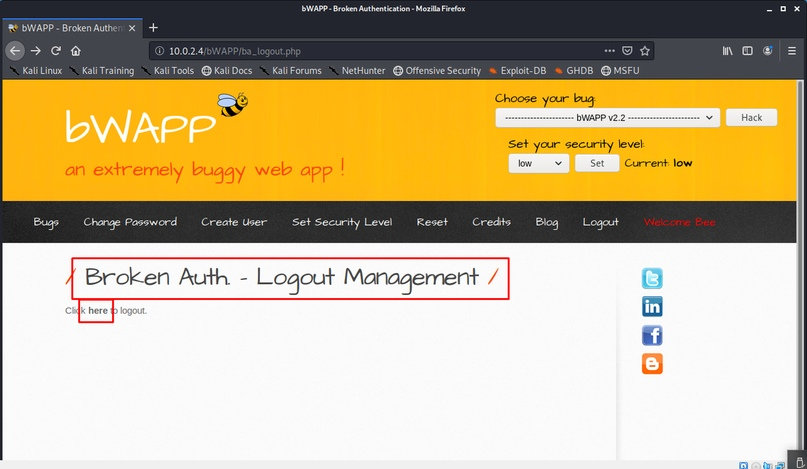 bWAPP - Broken Authentication - Mozilla Firefox
bWAPP - Broken Authen
10.0.2.4/bWAPP/ba_logout.php
Kali Linux Kali Training Kali Tools Kali Docs Kali Forums NetHunter Offensive Security Exploit-DB GHDB MSFU
bWAPP
an extremely buggy web app !
Choose your bug:
---------------------- bWAPP v2.2 ----------------------- Hack
Set your security level:
low Set Current: low
Bugs Change Password Create User Set Security Level Reset Credits Blog Logout Welcome Bee
/ Broken Auth. - Logout Management /
Click here to logout.